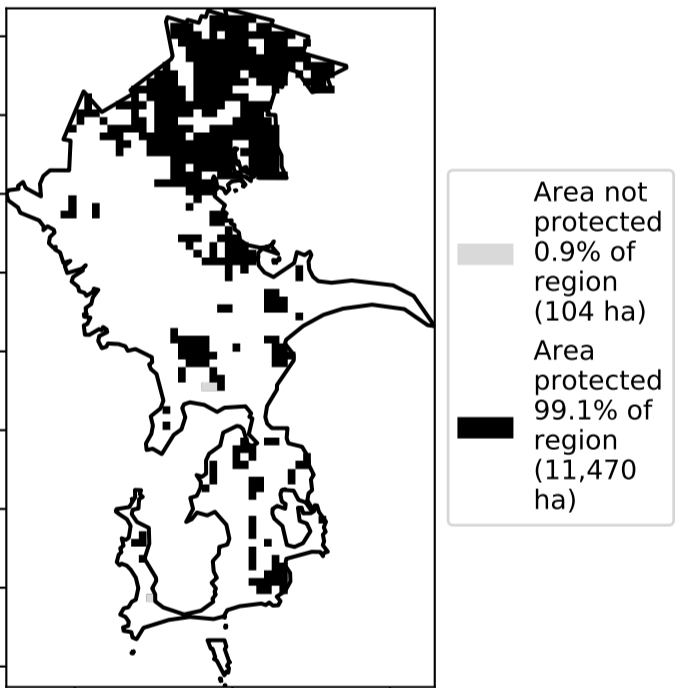 Area not
protected
0.9% of
region
(104 ha)
Area
protected
99.1% of
region
(11,470
ha)